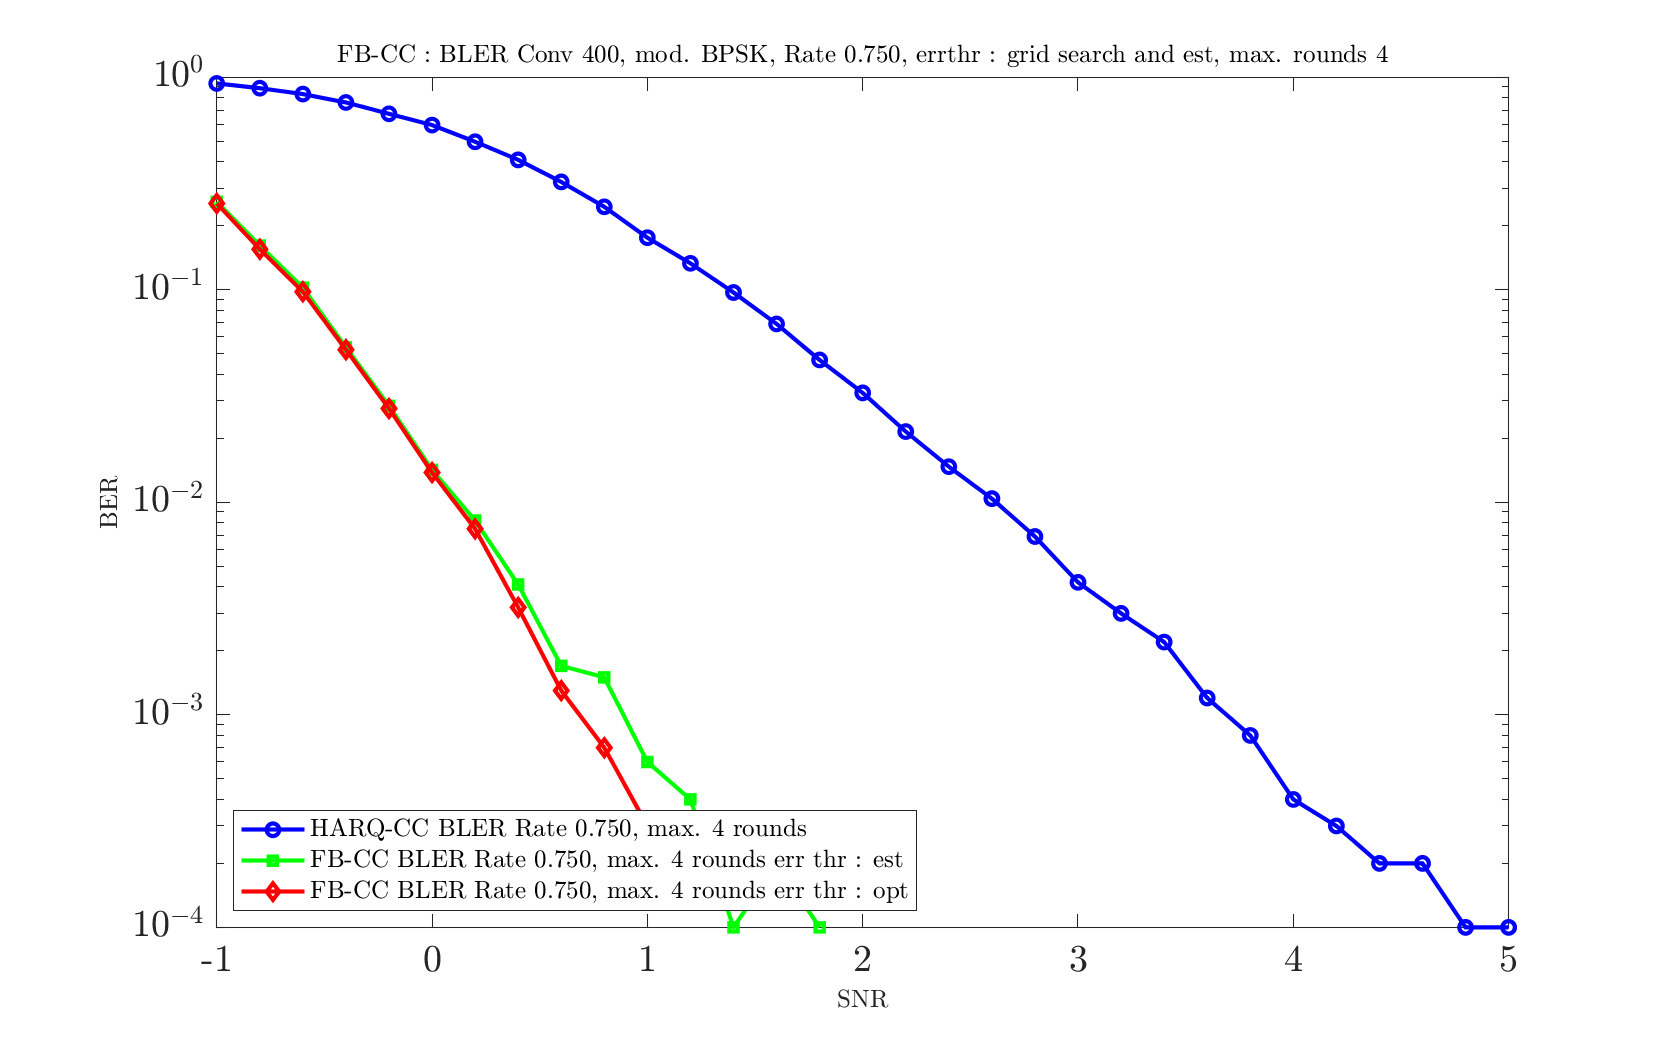 FB-CC : BLER Conv 400, mod. BPSK, Rate 0.750, errthr : grid search and est, max. rounds 4
10^0
10^{-1}
10^{-2}
10^{-3}
10^{-4}
BER
HARQ-CC BLER Rate 0.750, max. 4 rounds
FB-CC BLER Rate 0.750, max. 4 rounds err thr : est
FB-CC BLER Rate 0.750, max. 4 rounds err thr : opt
-1 0 1 2 3 4 5
SNR